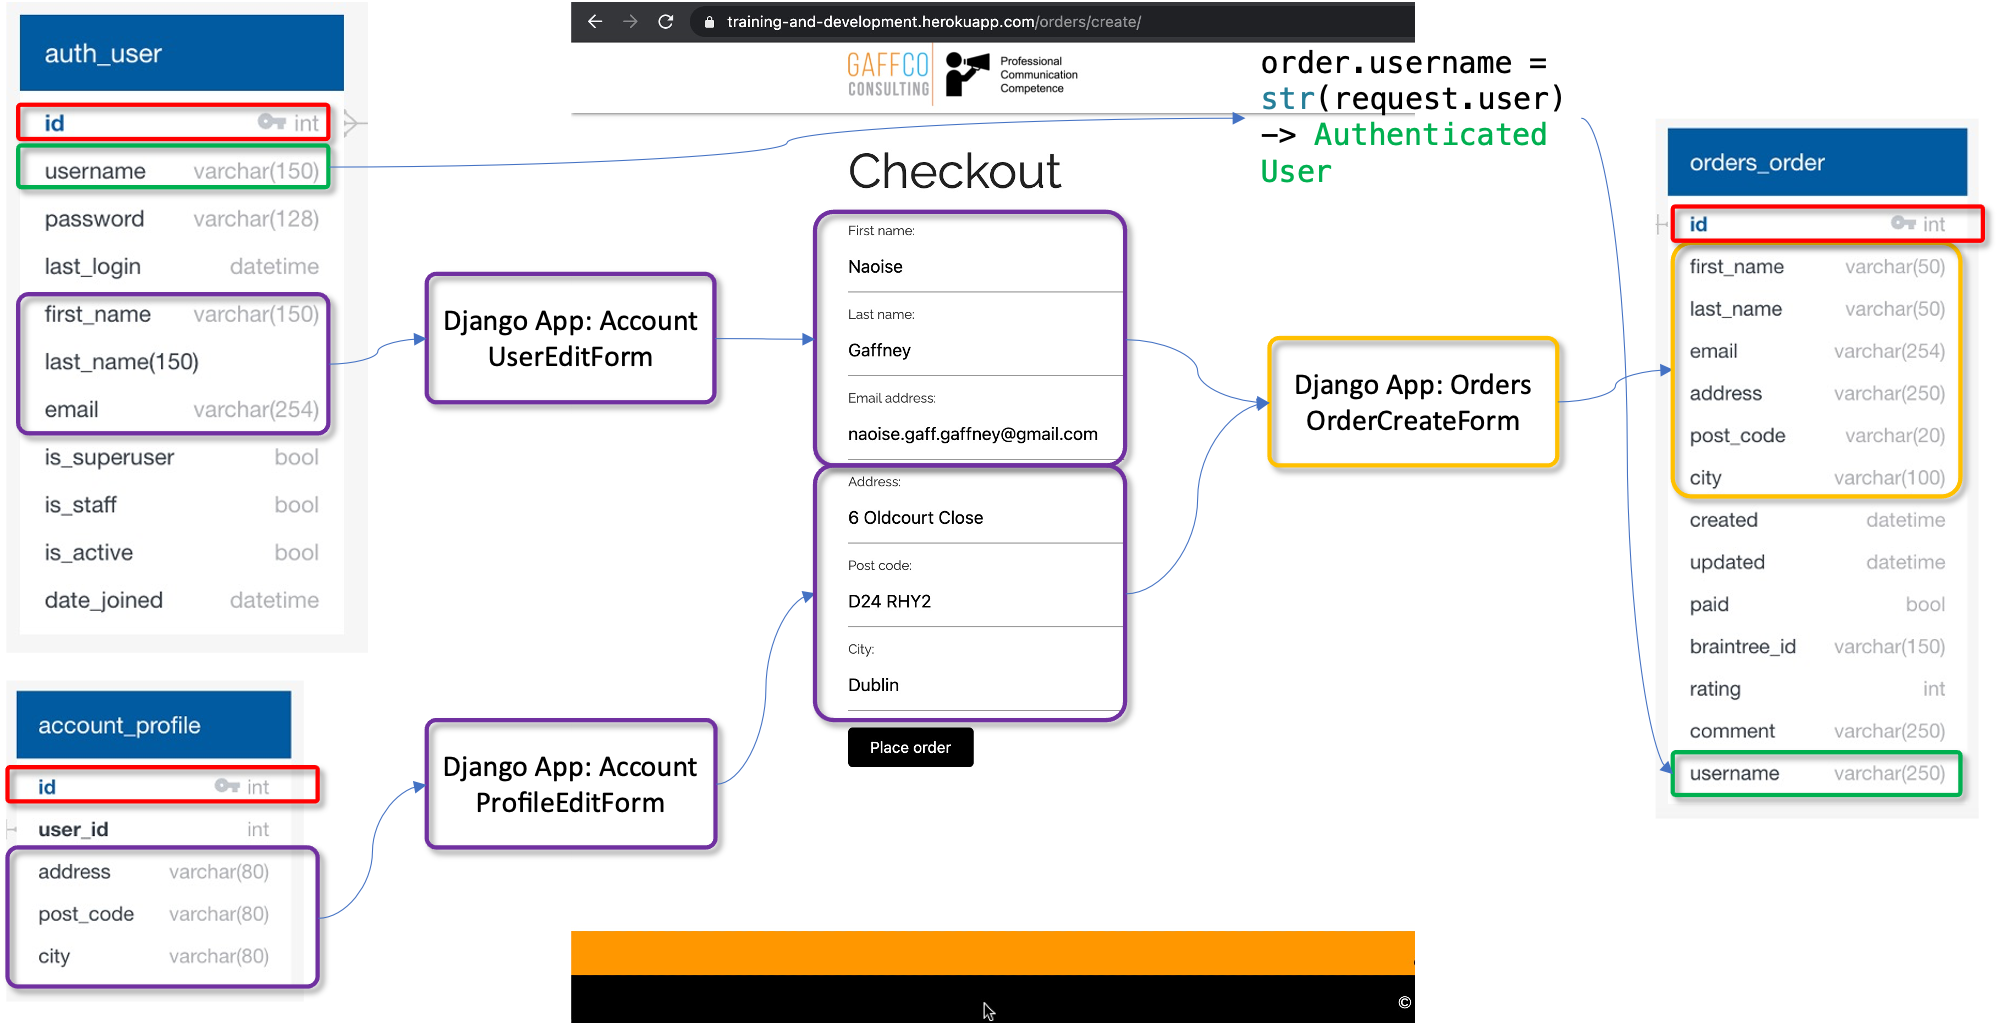 auth_user
id int
username varchar(150)
password varchar(128)
last_login datetime
first_name varchar(150)
last_name(150)
email varchar(254)
is_superuser bool
is_staff bool
is_active bool
date_joined datetime
account_profile
id int
user_id int
address varchar(80)
post_code varchar(80)
city varchar(80)
Django App: Account
UserEditForm
Django App: Account
ProfileEditForm
training-and-development.herokuapp.com/orders/create/
GAFFCO
CONSULTING
Professional
Communication
Competence
Checkout
First name:
Naoise
Last name:
Gaffney
Email address:
naoise.gaff.gaffney@gmail.com
Address:
6 Oldcourt Close
Post code:
D24 RHY2
City:
Dublin
Place order
©
order.username =
str(request.user)
–> Authenticated
User
Django App: Orders
OrderCreateForm
orders_order
id int
first_name varchar(50)
last_name varchar(50)
email varchar(254)
address varchar(250)
post_code varchar(20)
city varchar(100)
created datetime
updated datetime
paid bool
braintree_id varchar(150)
rating int
comment varchar(250)
username varchar(250)